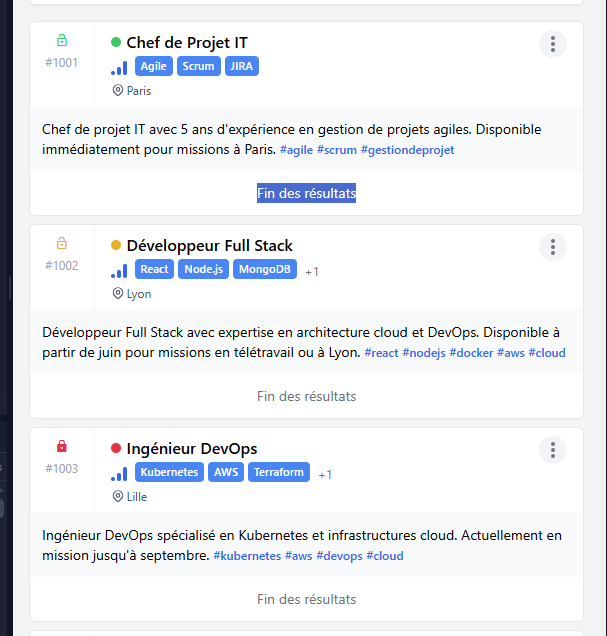 #1001
Chef de Projet IT
Agile Scrum JIRA
Paris
Chef de projet IT avec 5 ans d'expérience en gestion de projets agiles. Disponible
immédiatement pour missions à Paris. #agile #scrum #gestiondeprojet
Fin des résultats
#1002
Développeur Full Stack
React Node.js MongoDB +1
Lyon
Développeur Full Stack avec expertise en architecture cloud et DevOps. Disponible à
partir de juin pour missions en télétravail ou à Lyon. #react #nodejs #docker #aws #cloud
Fin des résultats
#1003
Ingénieur DevOps
Kubernetes AWS Terraform +1
Lille
Ingénieur DevOps spécialisé en Kubernetes et infrastructures cloud. Actuellement en
mission jusqu'à septembre. #kubernetes #aws #devops #cloud
Fin des résultats